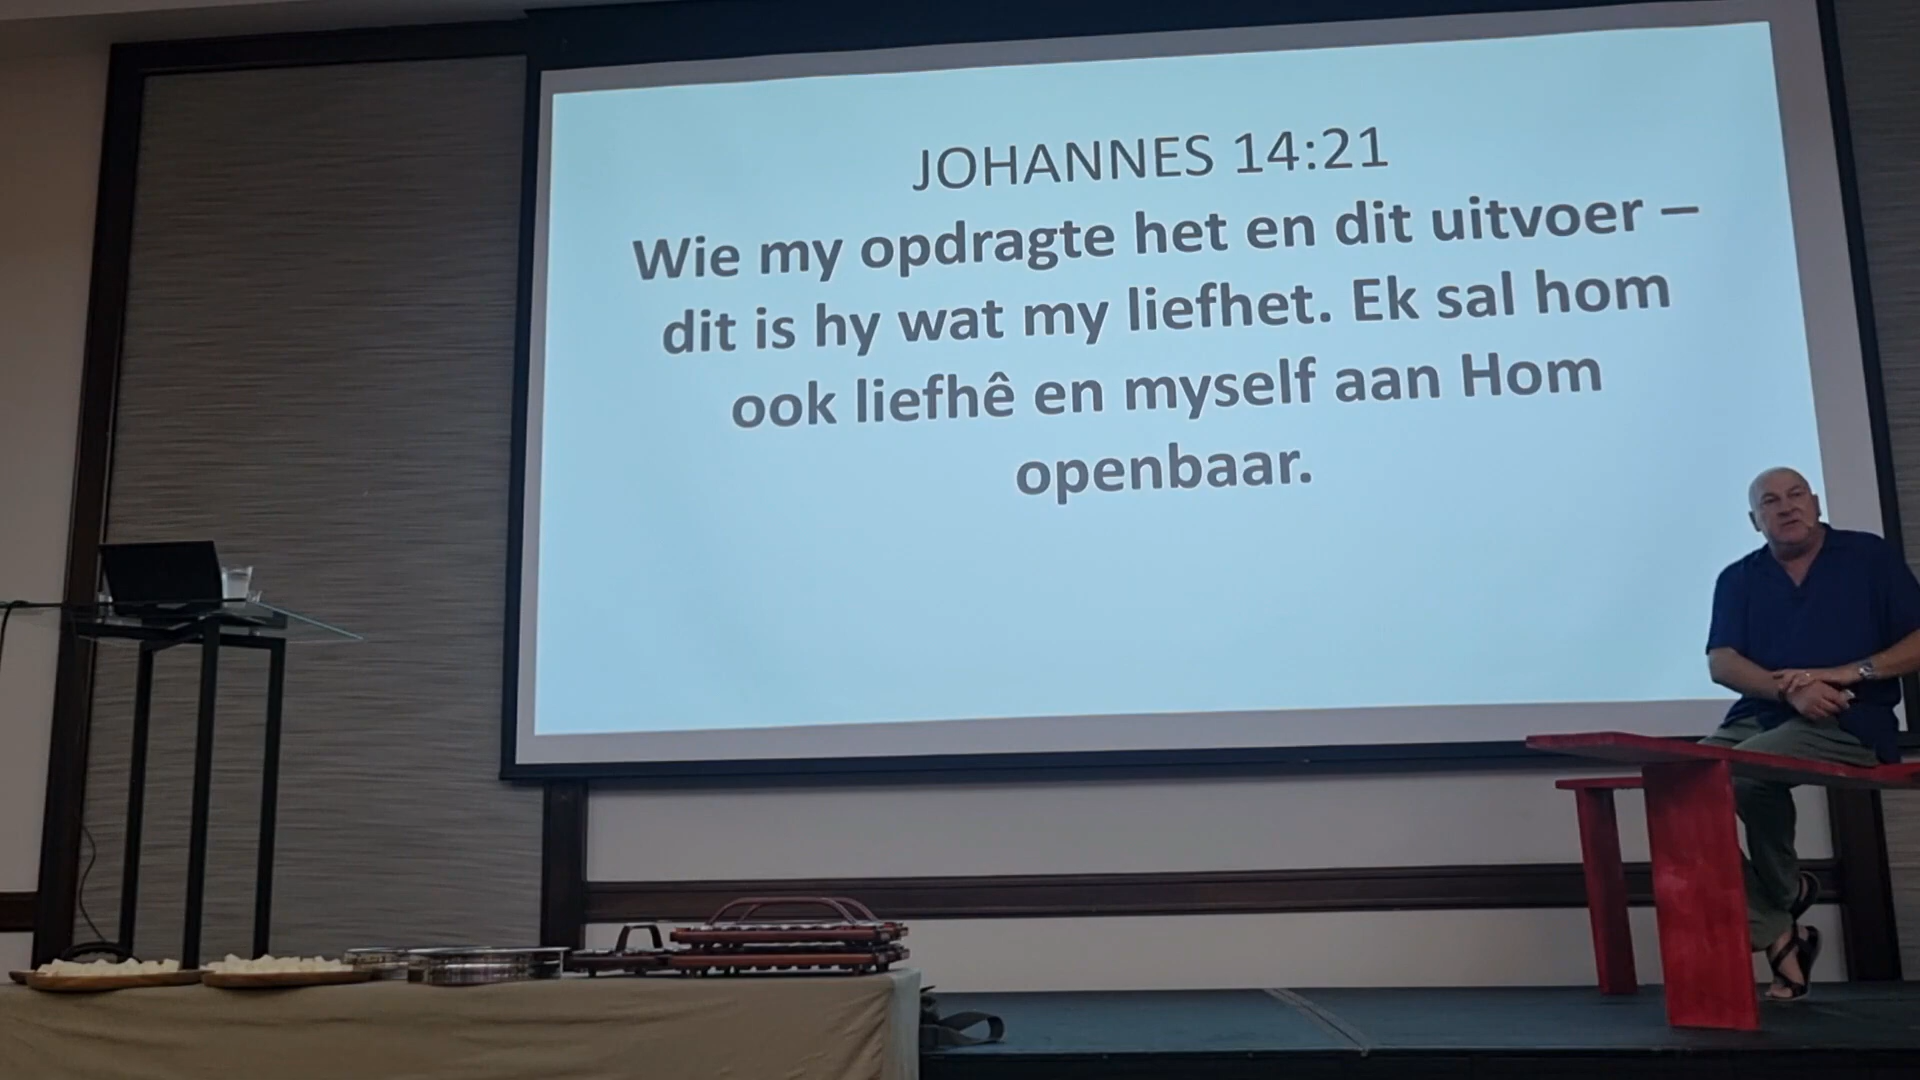 JOHANNES 14:21
Wie my opdragte het en dit uitvoer –
dit is hy wat my liefhet. Ek sal hom
ook liefhê en myself aan Hom
openbaar.